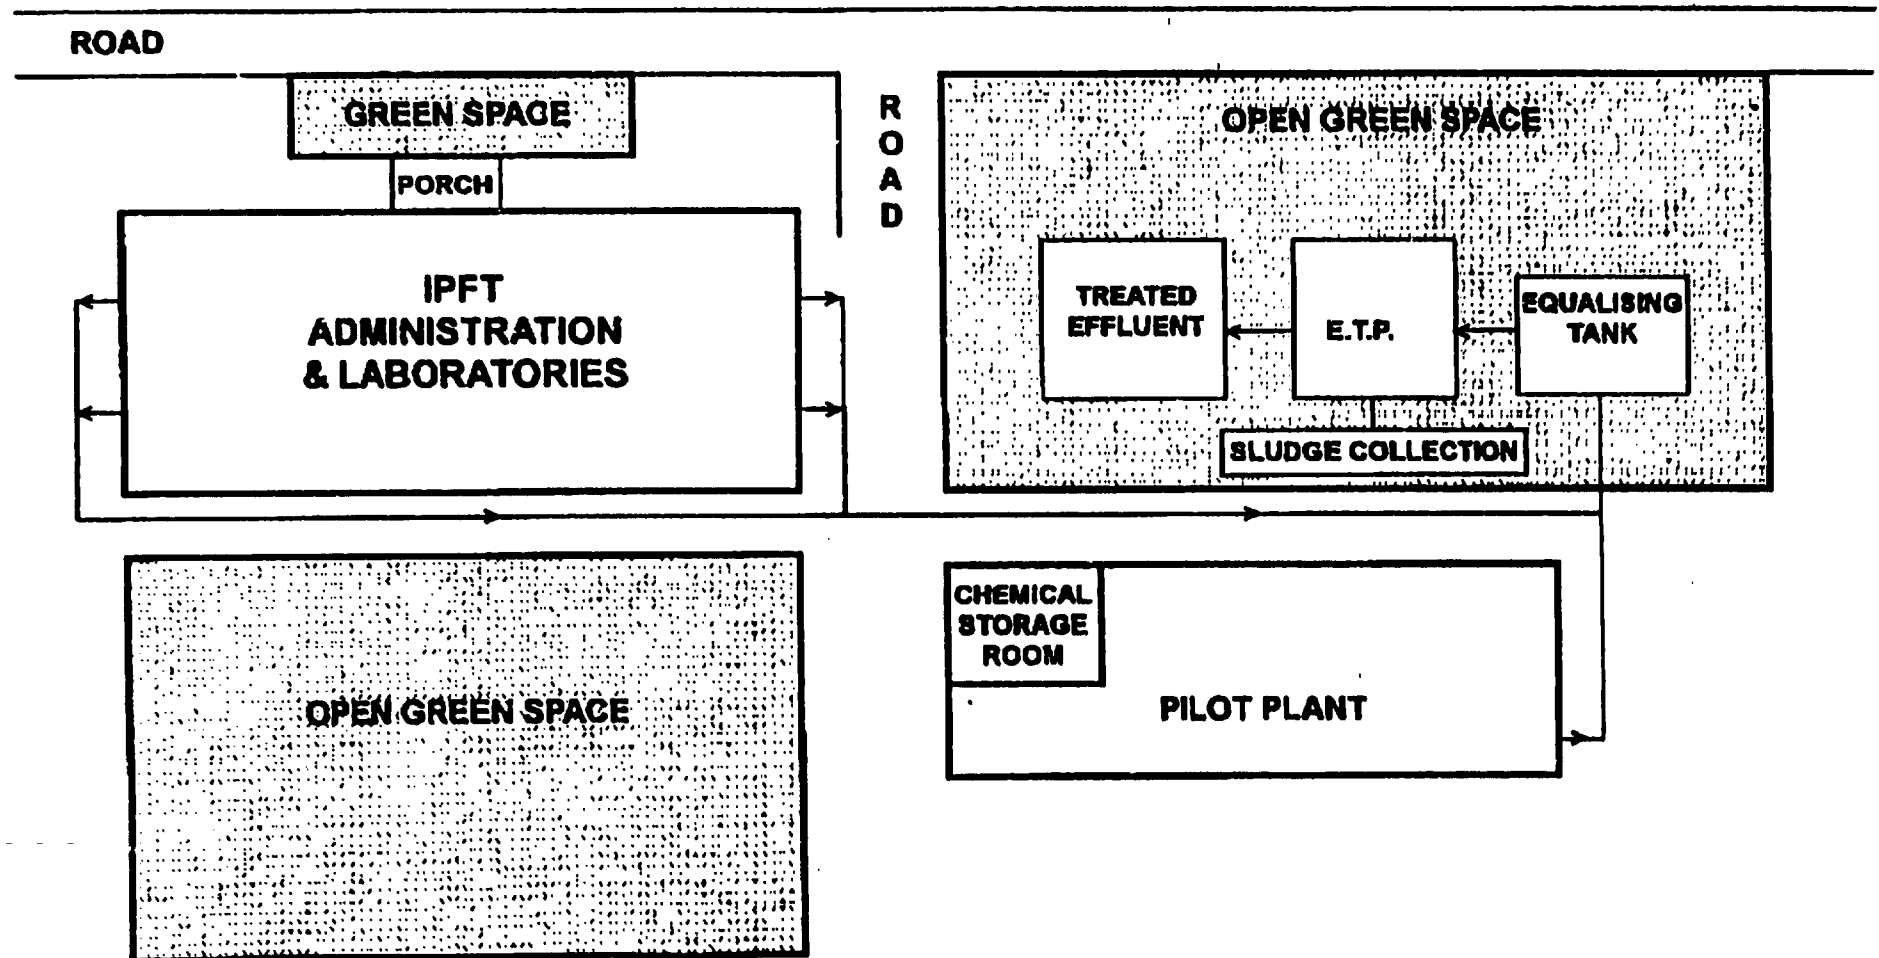 ROAD
GREEN SPACE
PORCH
IPFT
ADMINISTRATION
& LABORATORIES
ROAD
OPEN GREEN SPACE
TREATED
EFFLUENT
E.T.P.
EQUALISING
TANK
SLUDGE COLLECTION
OPEN GREEN SPACE
CHEMICAL
STORAGE
ROOM
PILOT PLANT